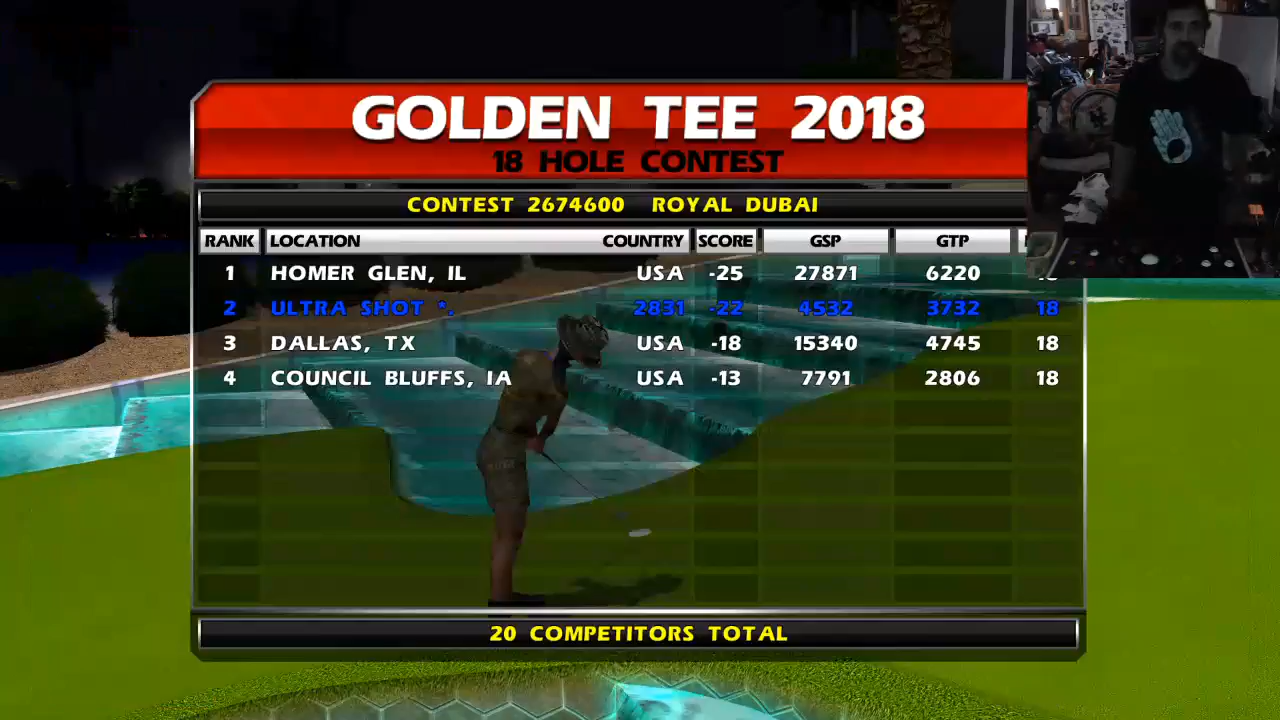 GOLDEN TEE 2018
18 HOLE CONTEST
CONTEST 2674600 ROYAL DUBAI
RANK LOCATION COUNTRY SCORE GSP GTP
1 HOMER GLEN, IL USA -25 27871 6220
2 ULTRA SHOT *. 2831 -22 4532 3732 18
3 DALLAS, TX USA -18 15340 4745 18
4 COUNCIL BLUFFS, IA USA -13 7791 2806 18
20 COMPETITORS TOTAL